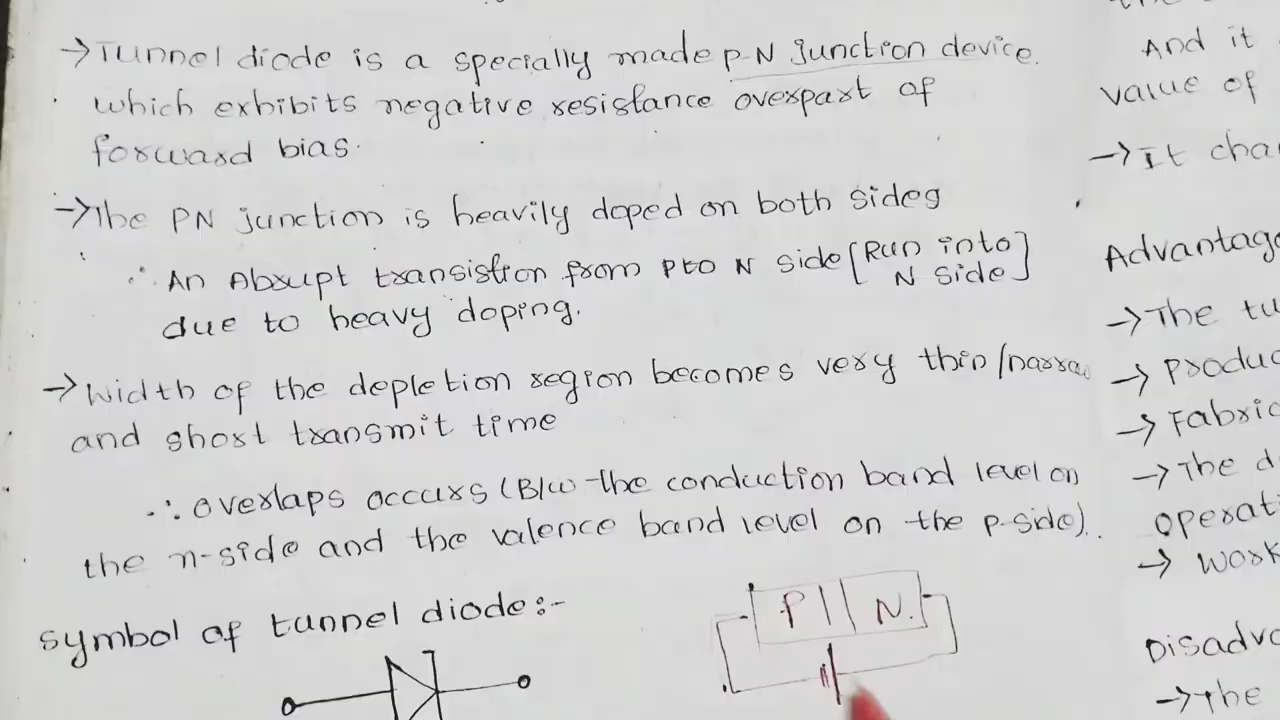 →Tunnel diode is a specially made P-N junction device.
which exhibits negative resistance overpart of
forward bias.
→The PN junction is heavily doped on both sides
∴ An Abrupt transistion from P to N side [Run into
N side]
due to heavy doping.
→Width of the depletion region becomes very thin/narrow
and short transmit time
∴ overlaps occurs (B/w the conduction band level on
the n-side and the valence band level on the p-side)..
symbol of tunnel diode:-
P N
And it
value of
→It cha
Advantag
→The tu
→Produc
→Fabric
→The d
operat
→Work
Disadva
→The